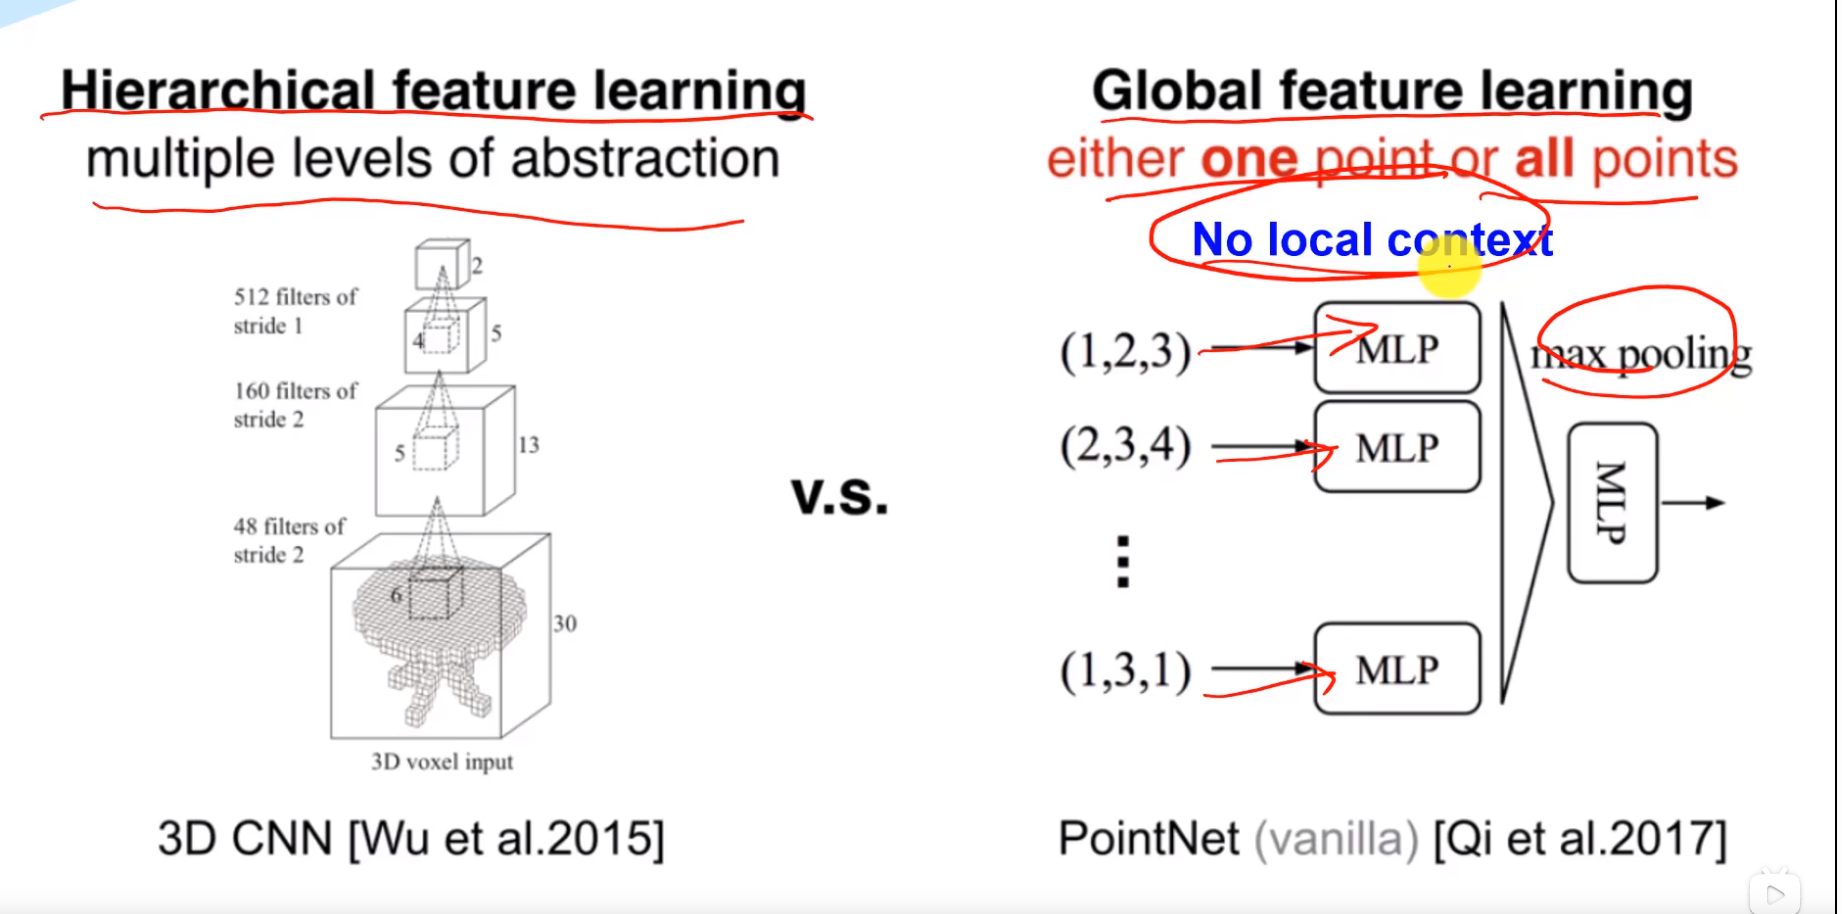 Hierarchical feature learning
multiple levels of abstraction
2
512 filters of
stride 1
4
5
160 filters of
stride 2
5
13
48 filters of
stride 2
6
30
3D voxel input
3D CNN [Wu et al.2015]
v.s.
Global feature learning
either one point or all points
No local context
(1,2,3)
MLP
max pooling
(2,3,4)
MLP
MLP
(1,3,1)
MLP
PointNet (vanilla) [Qi et al.2017]